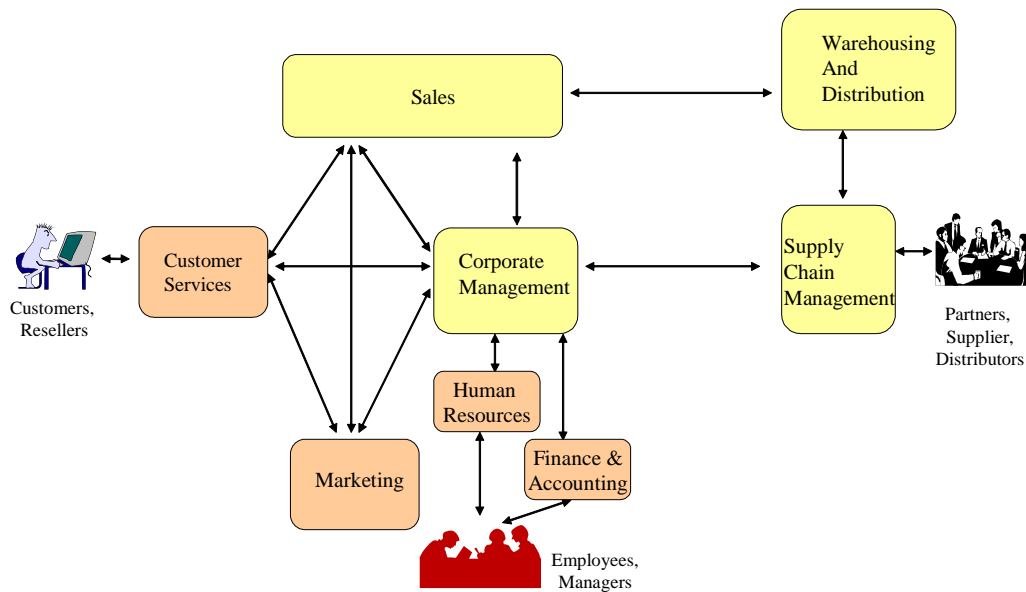 Warehousing
And
Distribution
Sales
Customer
Services
Corporate
Management
Supply
Chain
Management
Customers,
Resellers
Partners,
Supplier,
Distributors
Human
Resources
Marketing
Finance &
Accounting
Employees,
Managers